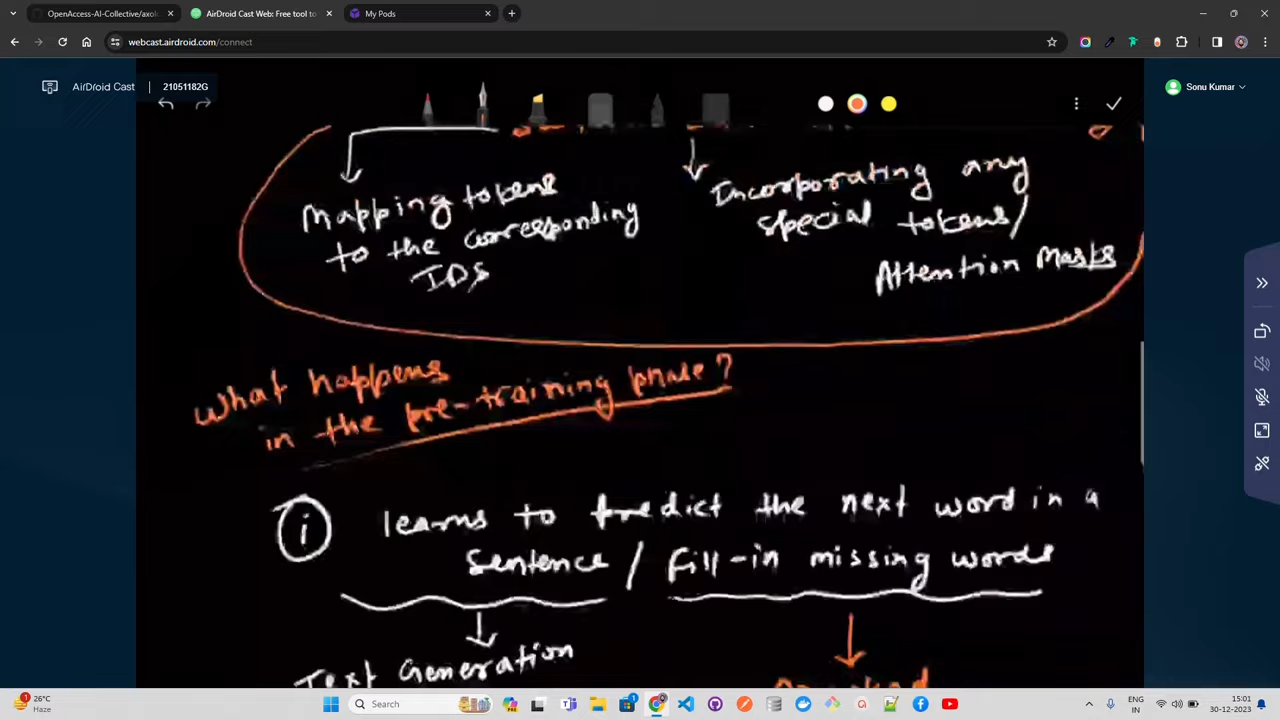 OpenAccess-AI-Collective/axol
AirDroid Cast Web: Free tool to
My Pods
webcast.airdroid.com/connect
AirDroid Cast
21051182G
Sonu Kumar
Mapping tokens
to the corresponding
IDs
Incorporating any
special tokens/
Attention Masks
What happens
in the pre-training phase?
i
learns to predict the next word in a
sentence / fill-in missing words
Text Generation
26°C
Haze
Search
ENG
IN
15:01
30-12-2023